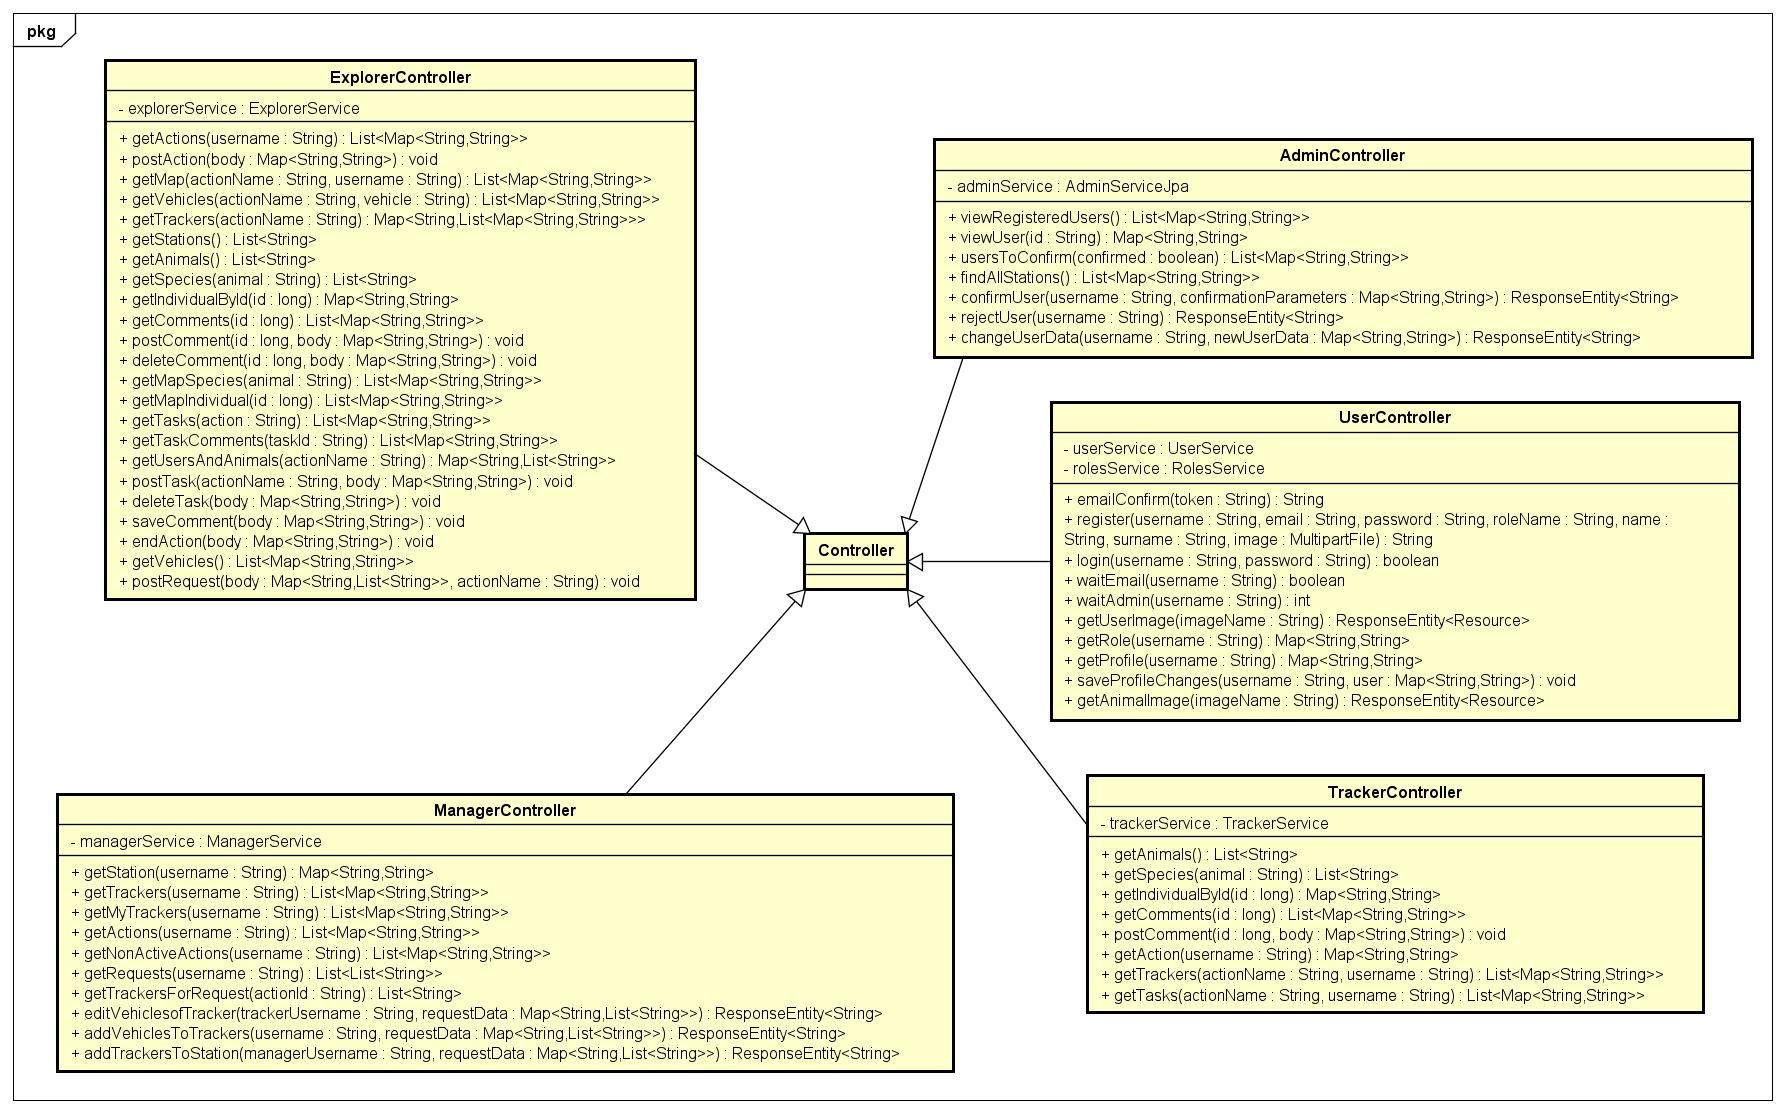 pkg
ExplorerController
- explorerService : ExplorerService
+ getActions(username : String) : List<Map<String,String>>
+ postAction(body : Map<String,String>) : void
+ getMap(actionName : String, username : String) : List<Map<String,String>>
+ getVehicles(actionName : String, vehicle : String) : List<Map<String,String>>
+ getTrackers(actionName : String) : Map<String,List<Map<String,String>>>
+ getStations() : List<String>
+ getAnimals() : List<String>
+ getSpecies(animal : String) : List<String>
+ getIndividualById(id : long) : Map<String,String>
+ getComments(id : long) : List<Map<String,String>>
+ postComment(id : long, body : Map<String,String>) : void
+ deleteComment(id : long, body : Map<String,String>) : void
+ getMapSpecies(animal : String) : List<Map<String,String>>
+ getMapIndividual(id : long) : List<Map<String,String>>
+ getTasks(action : String) : List<Map<String,String>>
+ getTaskComments(taskId : String) : List<Map<String,String>>
+ getUsersAndAnimals(actionName : String) : Map<String,List<String>>
+ postTask(actionName : String, body : Map<String,String>) : void
+ deleteTask(body : Map<String,String>) : void
+ saveComment(body : Map<String,String>) : void
+ endAction(body : Map<String,String>) : void
+ getVehicles() : List<Map<String,String>>
+ postRequest(body : Map<String,List<String>>, actionName : String) : void
AdminController
- adminService : AdminServiceJpa
+ viewRegisteredUsers() : List<Map<String,String>>
+ viewUser(id : String) : Map<String,String>
+ usersToConfirm(confirmed : boolean) : List<Map<String,String>>
+ findAllStations() : List<Map<String,String>>
+ confirmUser(username : String, confirmationParameters : Map<String,String>) : ResponseEntity<String>
+ rejectUser(username : String) : ResponseEntity<String>
+ changeUserData(username : String, newUserData : Map<String,String>) : ResponseEntity<String>
UserController
- userService : UserService
- rolesService : RolesService
+ emailConfirm(token : String) : String
+ register(username : String, email : String, password : String, roleName : String, name :
String, surname : String, image : MultipartFile) : String
+ login(username : String, password : String) : boolean
+ waitEmail(username : String) : boolean
+ waitAdmin(username : String) : int
+ getUserImage(imageName : String) : ResponseEntity<Resource>
+ getRole(username : String) : Map<String,String>
+ getProfile(username : String) : Map<String,String>
+ saveProfileChanges(username : String, user : Map<String,String>) : void
+ getAnimalImage(imageName : String) : ResponseEntity<Resource>
Controller
ManagerController
- managerService : ManagerService
+ getStation(username : String) : Map<String,String>
+ getTrackers(username : String) : List<Map<String,String>>
+ getMyTrackers(username : String) : List<Map<String,String>>
+ getActions(username : String) : List<Map<String,String>>
+ getNonActiveActions(username : String) : List<Map<String,String>>
+ getRequests(username : String) : List<List<String>>
+ getTrackersForRequest(actionId : String) : List<String>
+ editVehiclesofTracker(trackerUsername : String, requestData : Map<String,List<String>>) : ResponseEntity<String>
+ addVehiclesToTrackers(username : String, requestData : Map<String,List<String>>) : ResponseEntity<String>
+ addTrackersToStation(managerUsername : String, requestData : Map<String,List<String>>) : ResponseEntity<String>
TrackerController
- trackerService : TrackerService
+ getAnimals() : List<String>
+ getSpecies(animal : String) : List<String>
+ getIndividualById(id : long) : Map<String,String>
+ getComments(id : long) : List<Map<String,String>>
+ postComment(id : long, body : Map<String,String>) : void
+ getAction(username : String) : Map<String,String>
+ getTrackers(actionName : String, username : String) : List<Map<String,String>>
+ getTasks(actionName : String, username : String) : List<Map<String,String>>